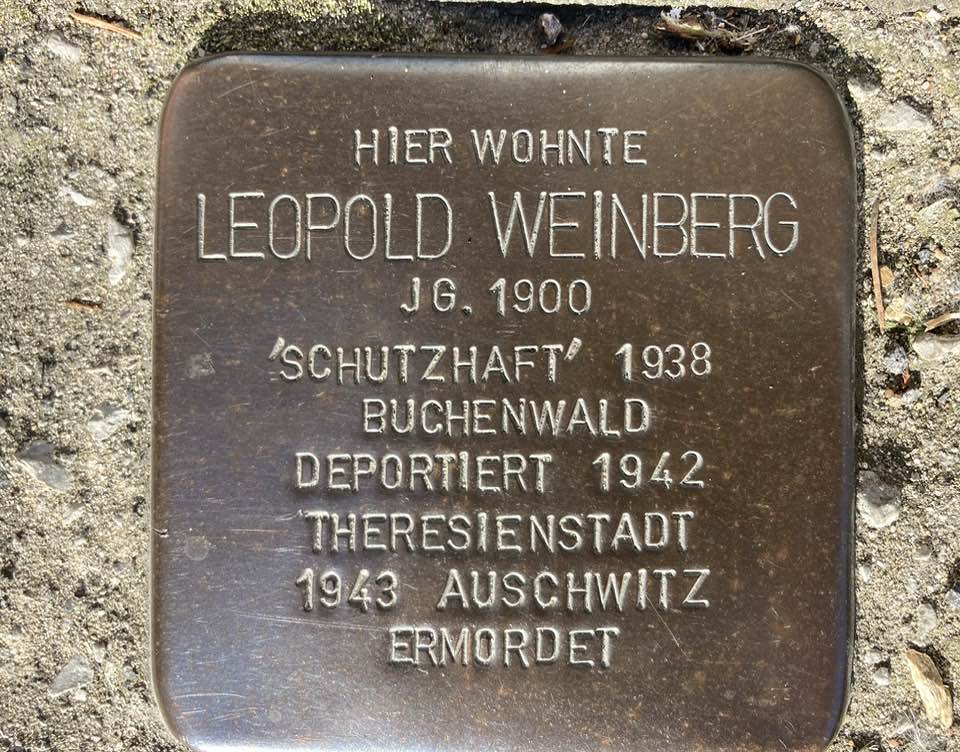 HIER WOHNTE
LEOPOLD WEINBERG
JG. 1900
'SCHUTZHAFT' 1938
BUCHENWALD
DEPORTIERT 1942
THERESIENSTADT
1943 AUSCHWITZ
ERMORDET